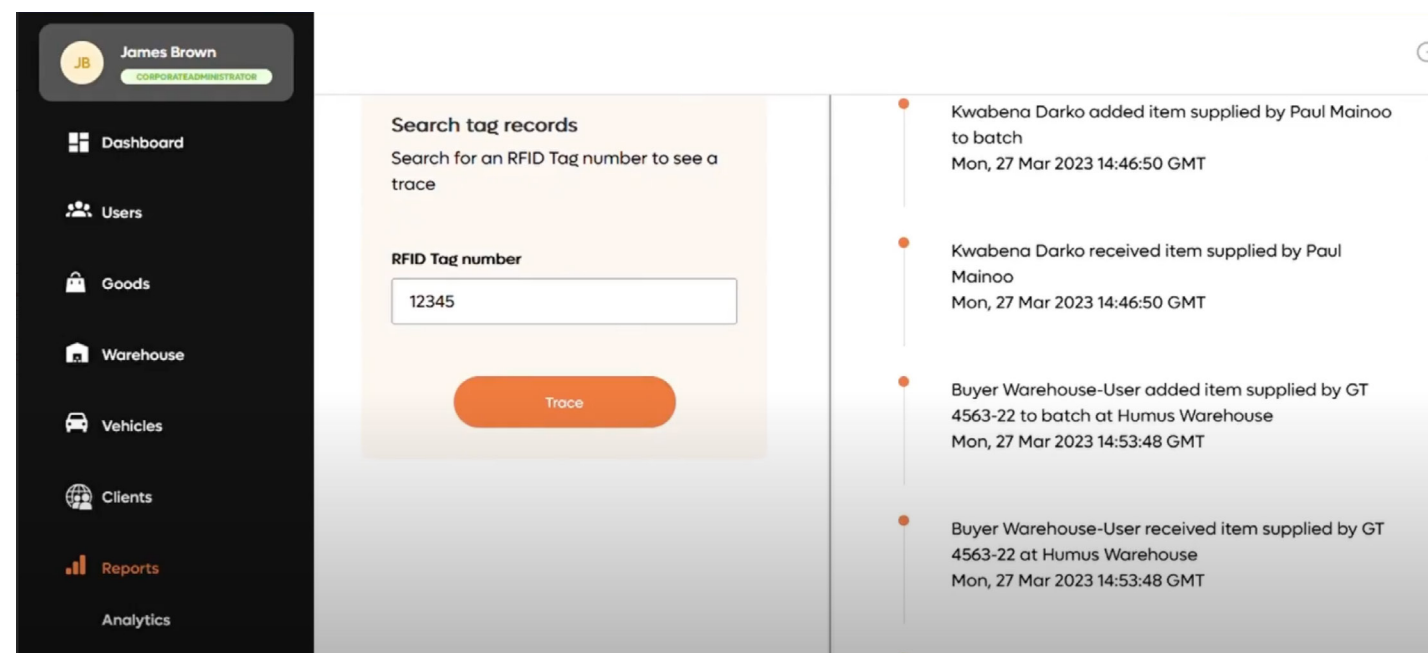 JB
James Brown
CORPORATEADMINISTRATOR
Dashboard
Users
Goods
Warehouse
Vehicles
Clients
Reports
Analytics
Search tag records
Search for an RFID Tag number to see a
trace
RFID Tag number
12345
Trace
Kwabena Darko added item supplied by Paul Mainoo
to batch
Mon, 27 Mar 2023 14:46:50 GMT
Kwabena Darko received item supplied by Paul
Mainoo
Mon, 27 Mar 2023 14:46:50 GMT
Buyer Warehouse-User added item supplied by GT
4563-22 to batch at Humus Warehouse
Mon, 27 Mar 2023 14:53:48 GMT
Buyer Warehouse-User received item supplied by GT
4563-22 at Humus Warehouse
Mon, 27 Mar 2023 14:53:48 GMT